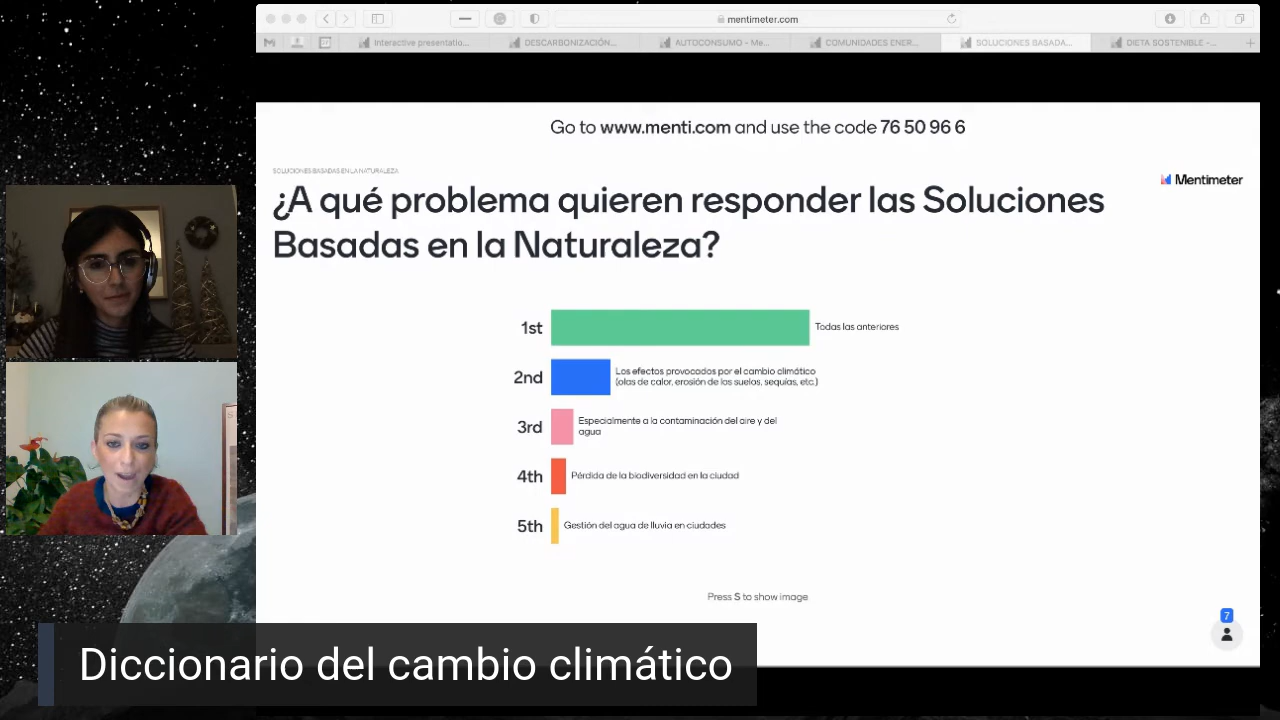 mentimeter.com
Interactive presentatio...
DESCARBONIZACIÓN...
AUTOCONSUMO - Me...
COMUNIDADES ENER...
SOLUCIONES BASADA...
DIETA SOSTENIBLE -...
Go to www.menti.com and use the code 76 50 96 6
SOLUCIONES BASADAS EN LA NATURALEZA
Mentimeter
¿A qué problema quieren responder las Soluciones
Basadas en la Naturaleza?
1st
Todas las anteriores
2nd
Los efectos provocados por el cambio climático
(olas de calor, erosión de los suelos, sequías, etc.)
3rd
Especialmente a la contaminación del aire y del
agua
4th
Pérdida de la biodiversidad en la ciudad
5th
Gestión del agua de lluvia en ciudades
Press S to show image
7
Diccionario del cambio climático